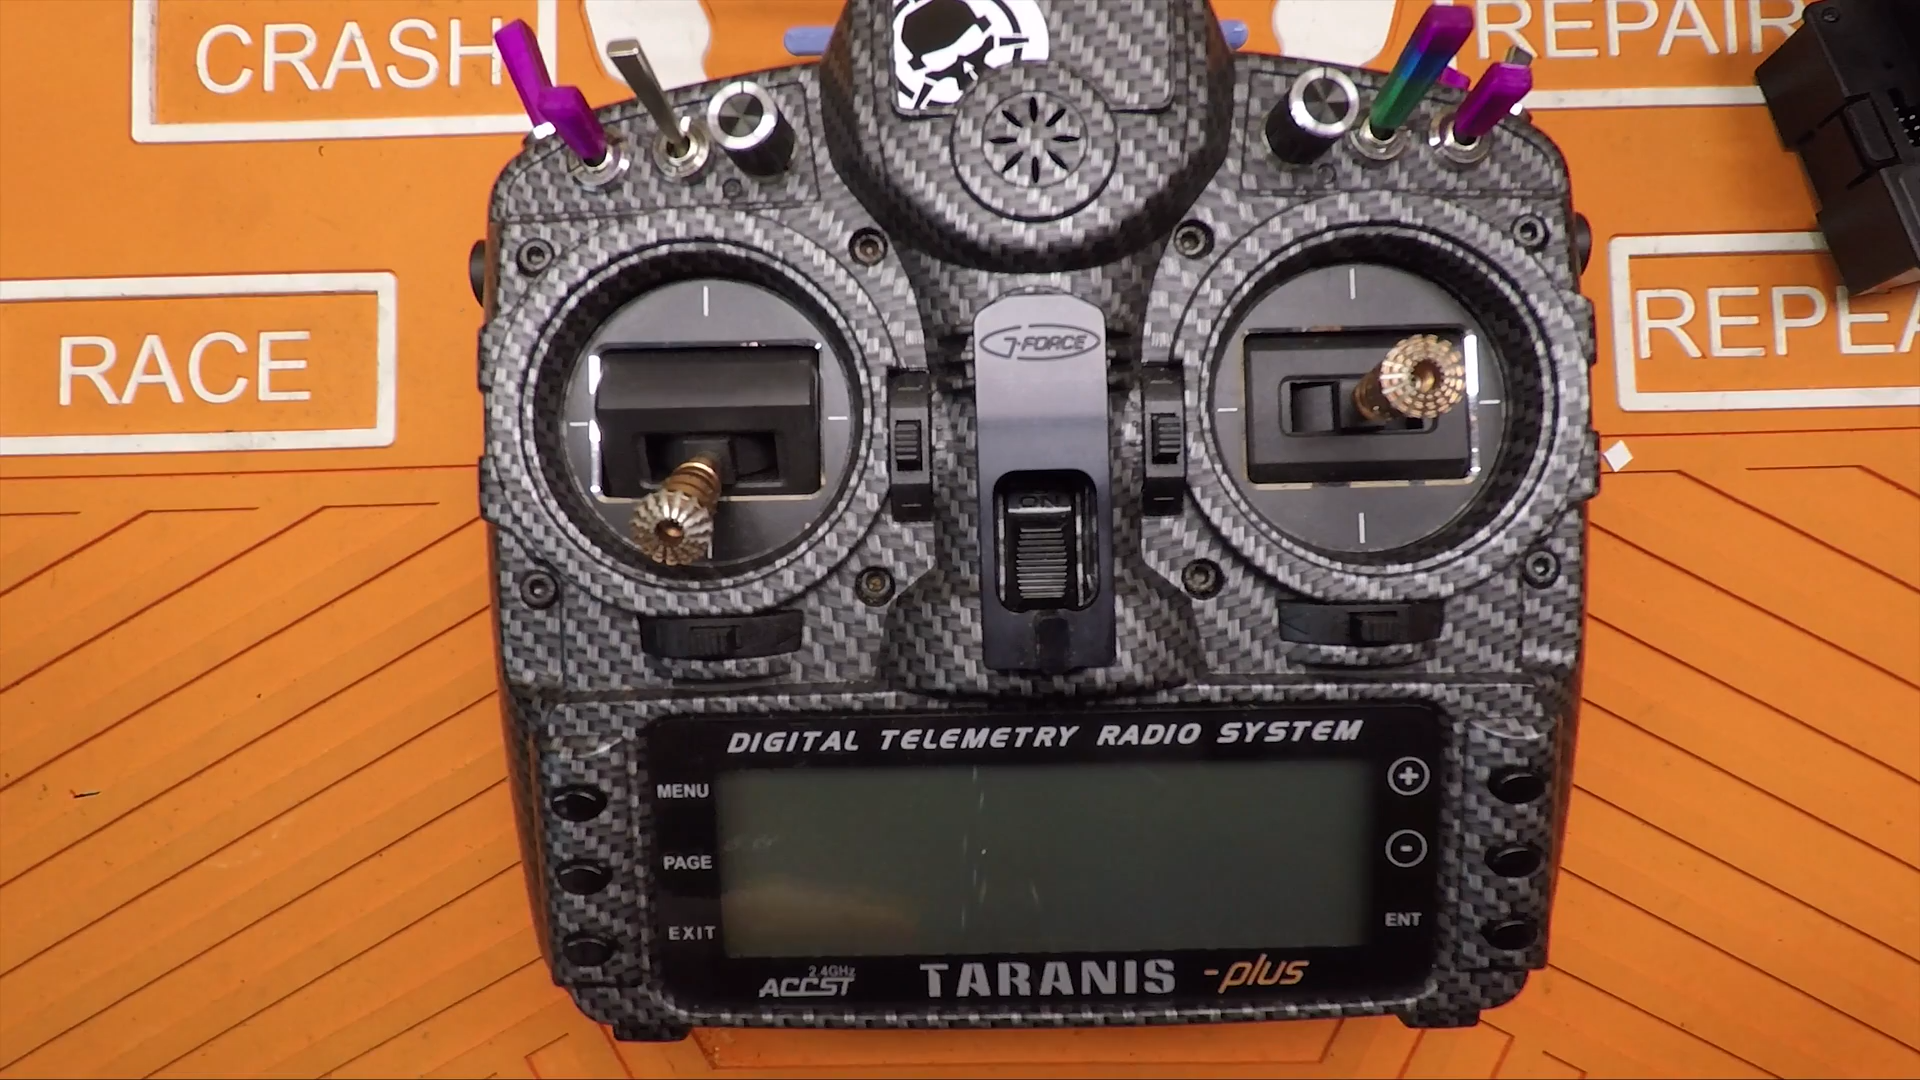 CRASH
REPAIR
RACE
REPEA
G-FORCE
ON
DIGITAL TELEMETRY RADIO SYSTEM
MENU
+
PAGE
-
EXIT
ENT
2.4GHz
ACCST
TARANIS -plus